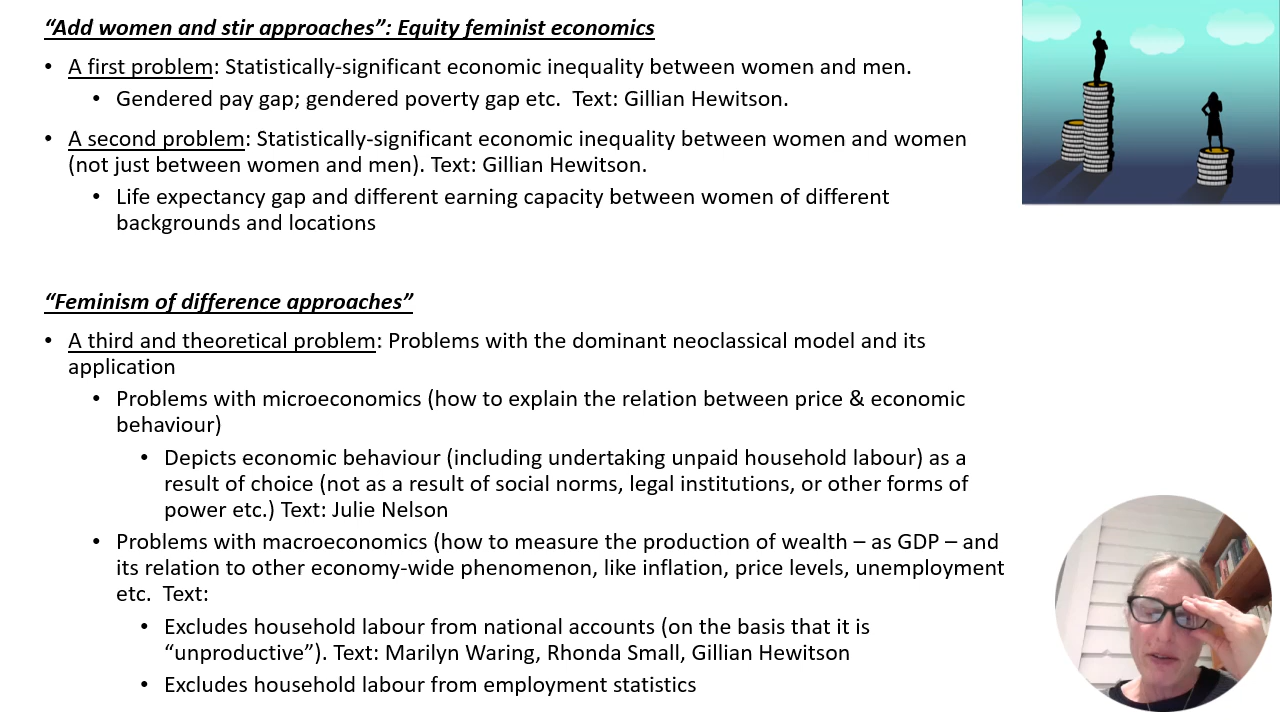 “Add women and stir approaches”: Equity feminist economics
• A first problem: Statistically-significant economic inequality between women and men.
• Gendered pay gap; gendered poverty gap etc.  Text: Gillian Hewitson.
• A second problem: Statistically-significant economic inequality between women and women
(not just between women and men). Text: Gillian Hewitson.
• Life expectancy gap and different earning capacity between women of different
backgrounds and locations
“Feminism of difference approaches”
• A third and theoretical problem: Problems with the dominant neoclassical model and its
application
• Problems with microeconomics (how to explain the relation between price & economic
behaviour)
• Depicts economic behaviour (including undertaking unpaid household labour) as a
result of choice (not as a result of social norms, legal institutions, or other forms of
power etc.) Text: Julie Nelson
• Problems with macroeconomics (how to measure the production of wealth – as GDP – and
its relation to other economy-wide phenomenon, like inflation, price levels, unemployment
etc.  Text:
• Excludes household labour from national accounts (on the basis that it is
“unproductive”). Text: Marilyn Waring, Rhonda Small, Gillian Hewitson
• Excludes household labour from employment statistics